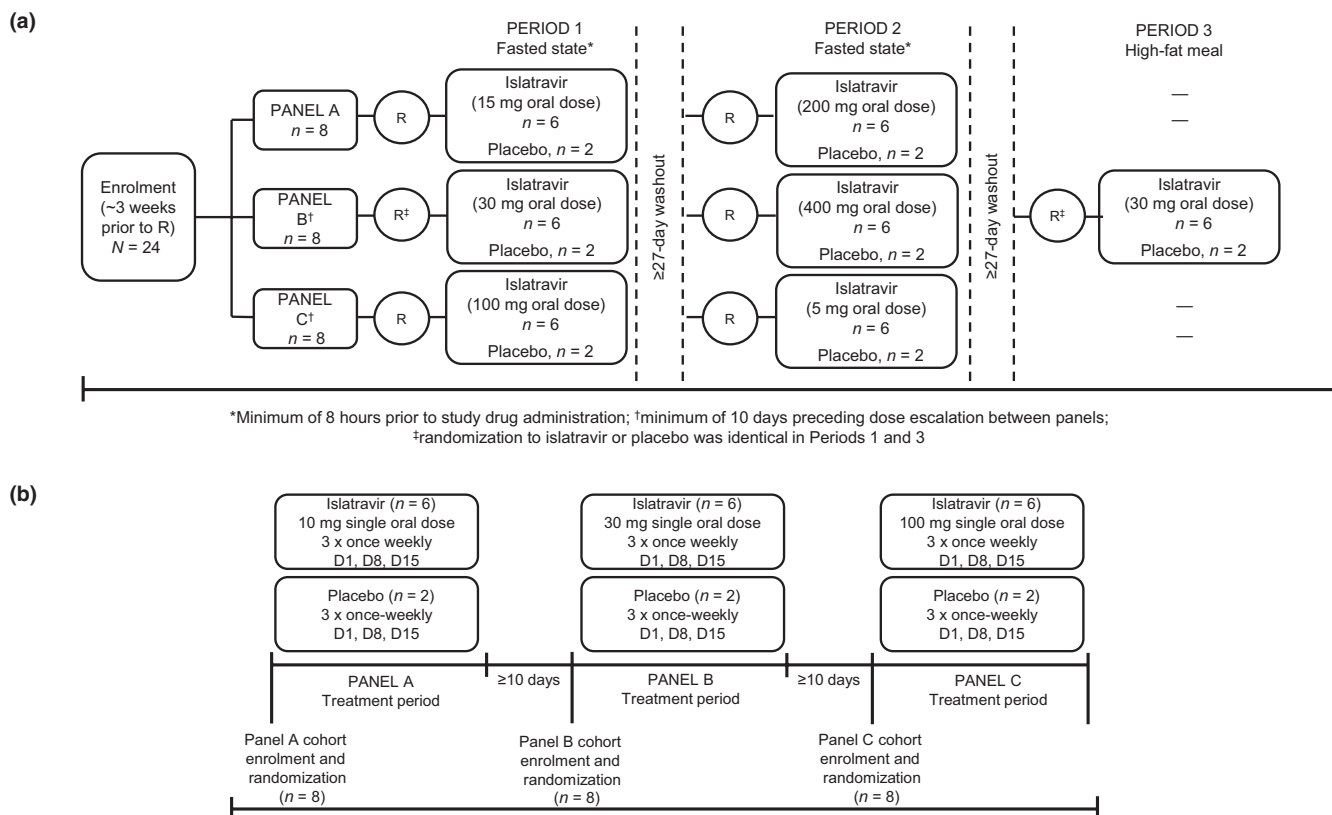 (a)
PERIOD 1
Fasted state*
PERIOD 2
Fasted state*
PERIOD 3
High-fat meal
Enrolment
(~3 weeks
prior to R)
N = 24
PANEL A
n = 8
R
Islatravir
(15 mg oral dose)
n = 6
Placebo, n = 2
R
Islatravir
(200 mg oral dose)
n = 6
Placebo, n = 2
—
—
PANEL
B†
n = 8
R‡
Islatravir
(30 mg oral dose)
n = 6
Placebo, n = 2
≥27-day washout
R
Islatravir
(400 mg oral dose)
n = 6
Placebo, n = 2
≥27-day washout
R‡
Islatravir
(30 mg oral dose)
n = 6
Placebo, n = 2
PANEL
C†
n = 8
R
Islatravir
(100 mg oral dose)
n = 6
Placebo, n = 2
R
Islatravir
(5 mg oral dose)
n = 6
Placebo, n = 2
—
—
*Minimum of 8 hours prior to study drug administration; †minimum of 10 days preceding dose escalation between panels;
‡randomization to islatravir or placebo was identical in Periods 1 and 3
(b)
Islatravir (n = 6)
10 mg single oral dose
3 x once weekly
D1, D8, D15
Islatravir (n = 6)
30 mg single oral dose
3 x once weekly
D1, D8, D15
Islatravir (n = 6)
100 mg single oral dose
3 x once weekly
D1, D8, D15
Placebo (n = 2)
3 x once-weekly
D1, D8, D15
Placebo (n = 2)
3 x once-weekly
D1, D8, D15
Placebo (n = 2)
3 x once-weekly
D1, D8, D15
PANEL A
Treatment period
≥10 days
PANEL B
Treatment period
≥10 days
PANEL C
Treatment period
Panel A cohort
enrolment and
randomization
(n = 8)
Panel B cohort
enrolment and
randomization
(n = 8)
Panel C cohort
enrolment and
randomization
(n = 8)